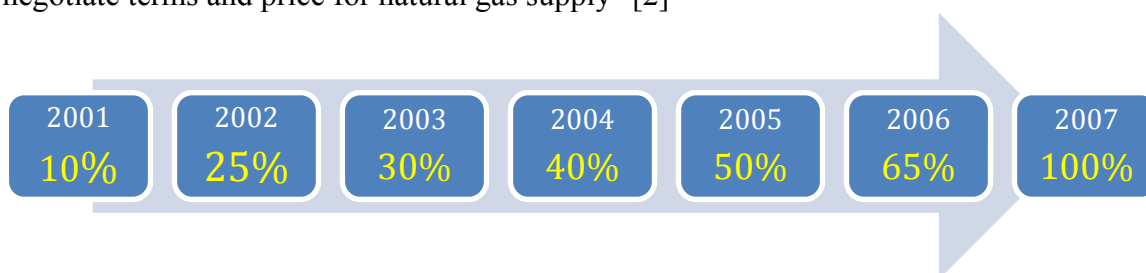 negotiate terms and price for natural gas supply” [2]
2001 2002 2003 2004 2005 2006 2007
10% 25% 30% 40% 50% 65% 100%